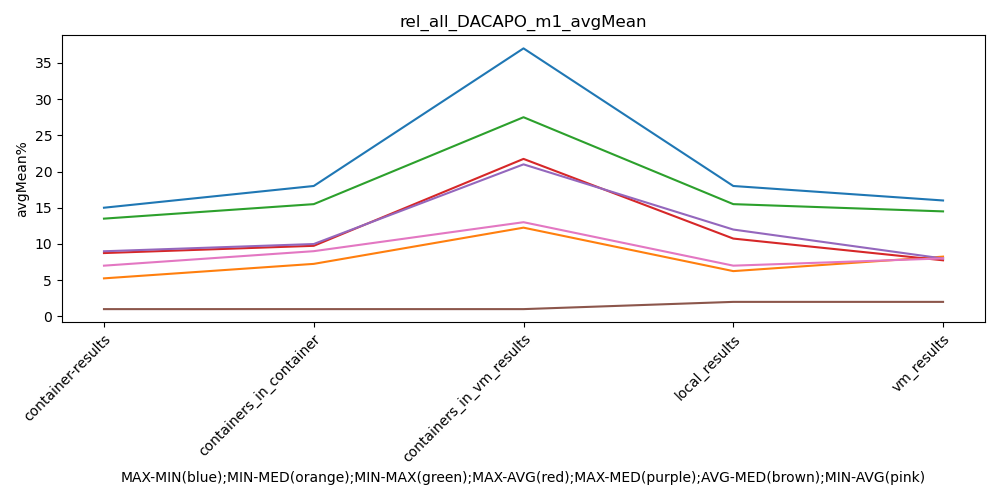 rel_all_DACAPO_m1_avgMean
avgMean%
35
30
25
20
15
10
5
0
container-results
containers_in_container
containers_in_vm_results
local_results
vm_results
MAX-MIN(blue);MIN-MED(orange);MIN-MAX(green);MAX-AVG(red);MAX-MED(purple);AVG-MED(brown);MIN-AVG(pink)